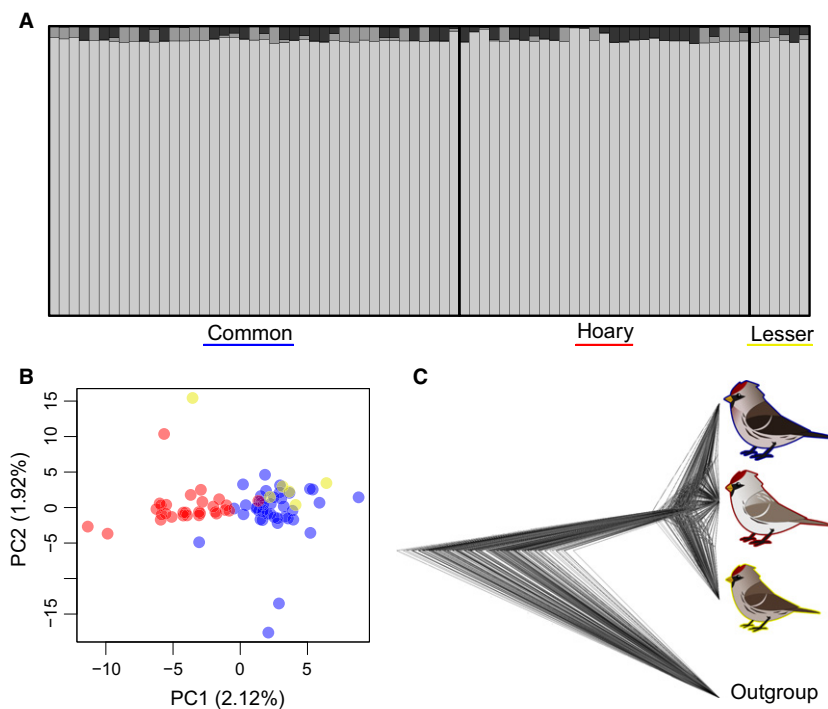 A
Common
Hoary
Lesser
B
C
15
10
5
0
−5
−15
PC2 (1.92%)
−10
−5
0
5
PC1 (2.12%)
Outgroup